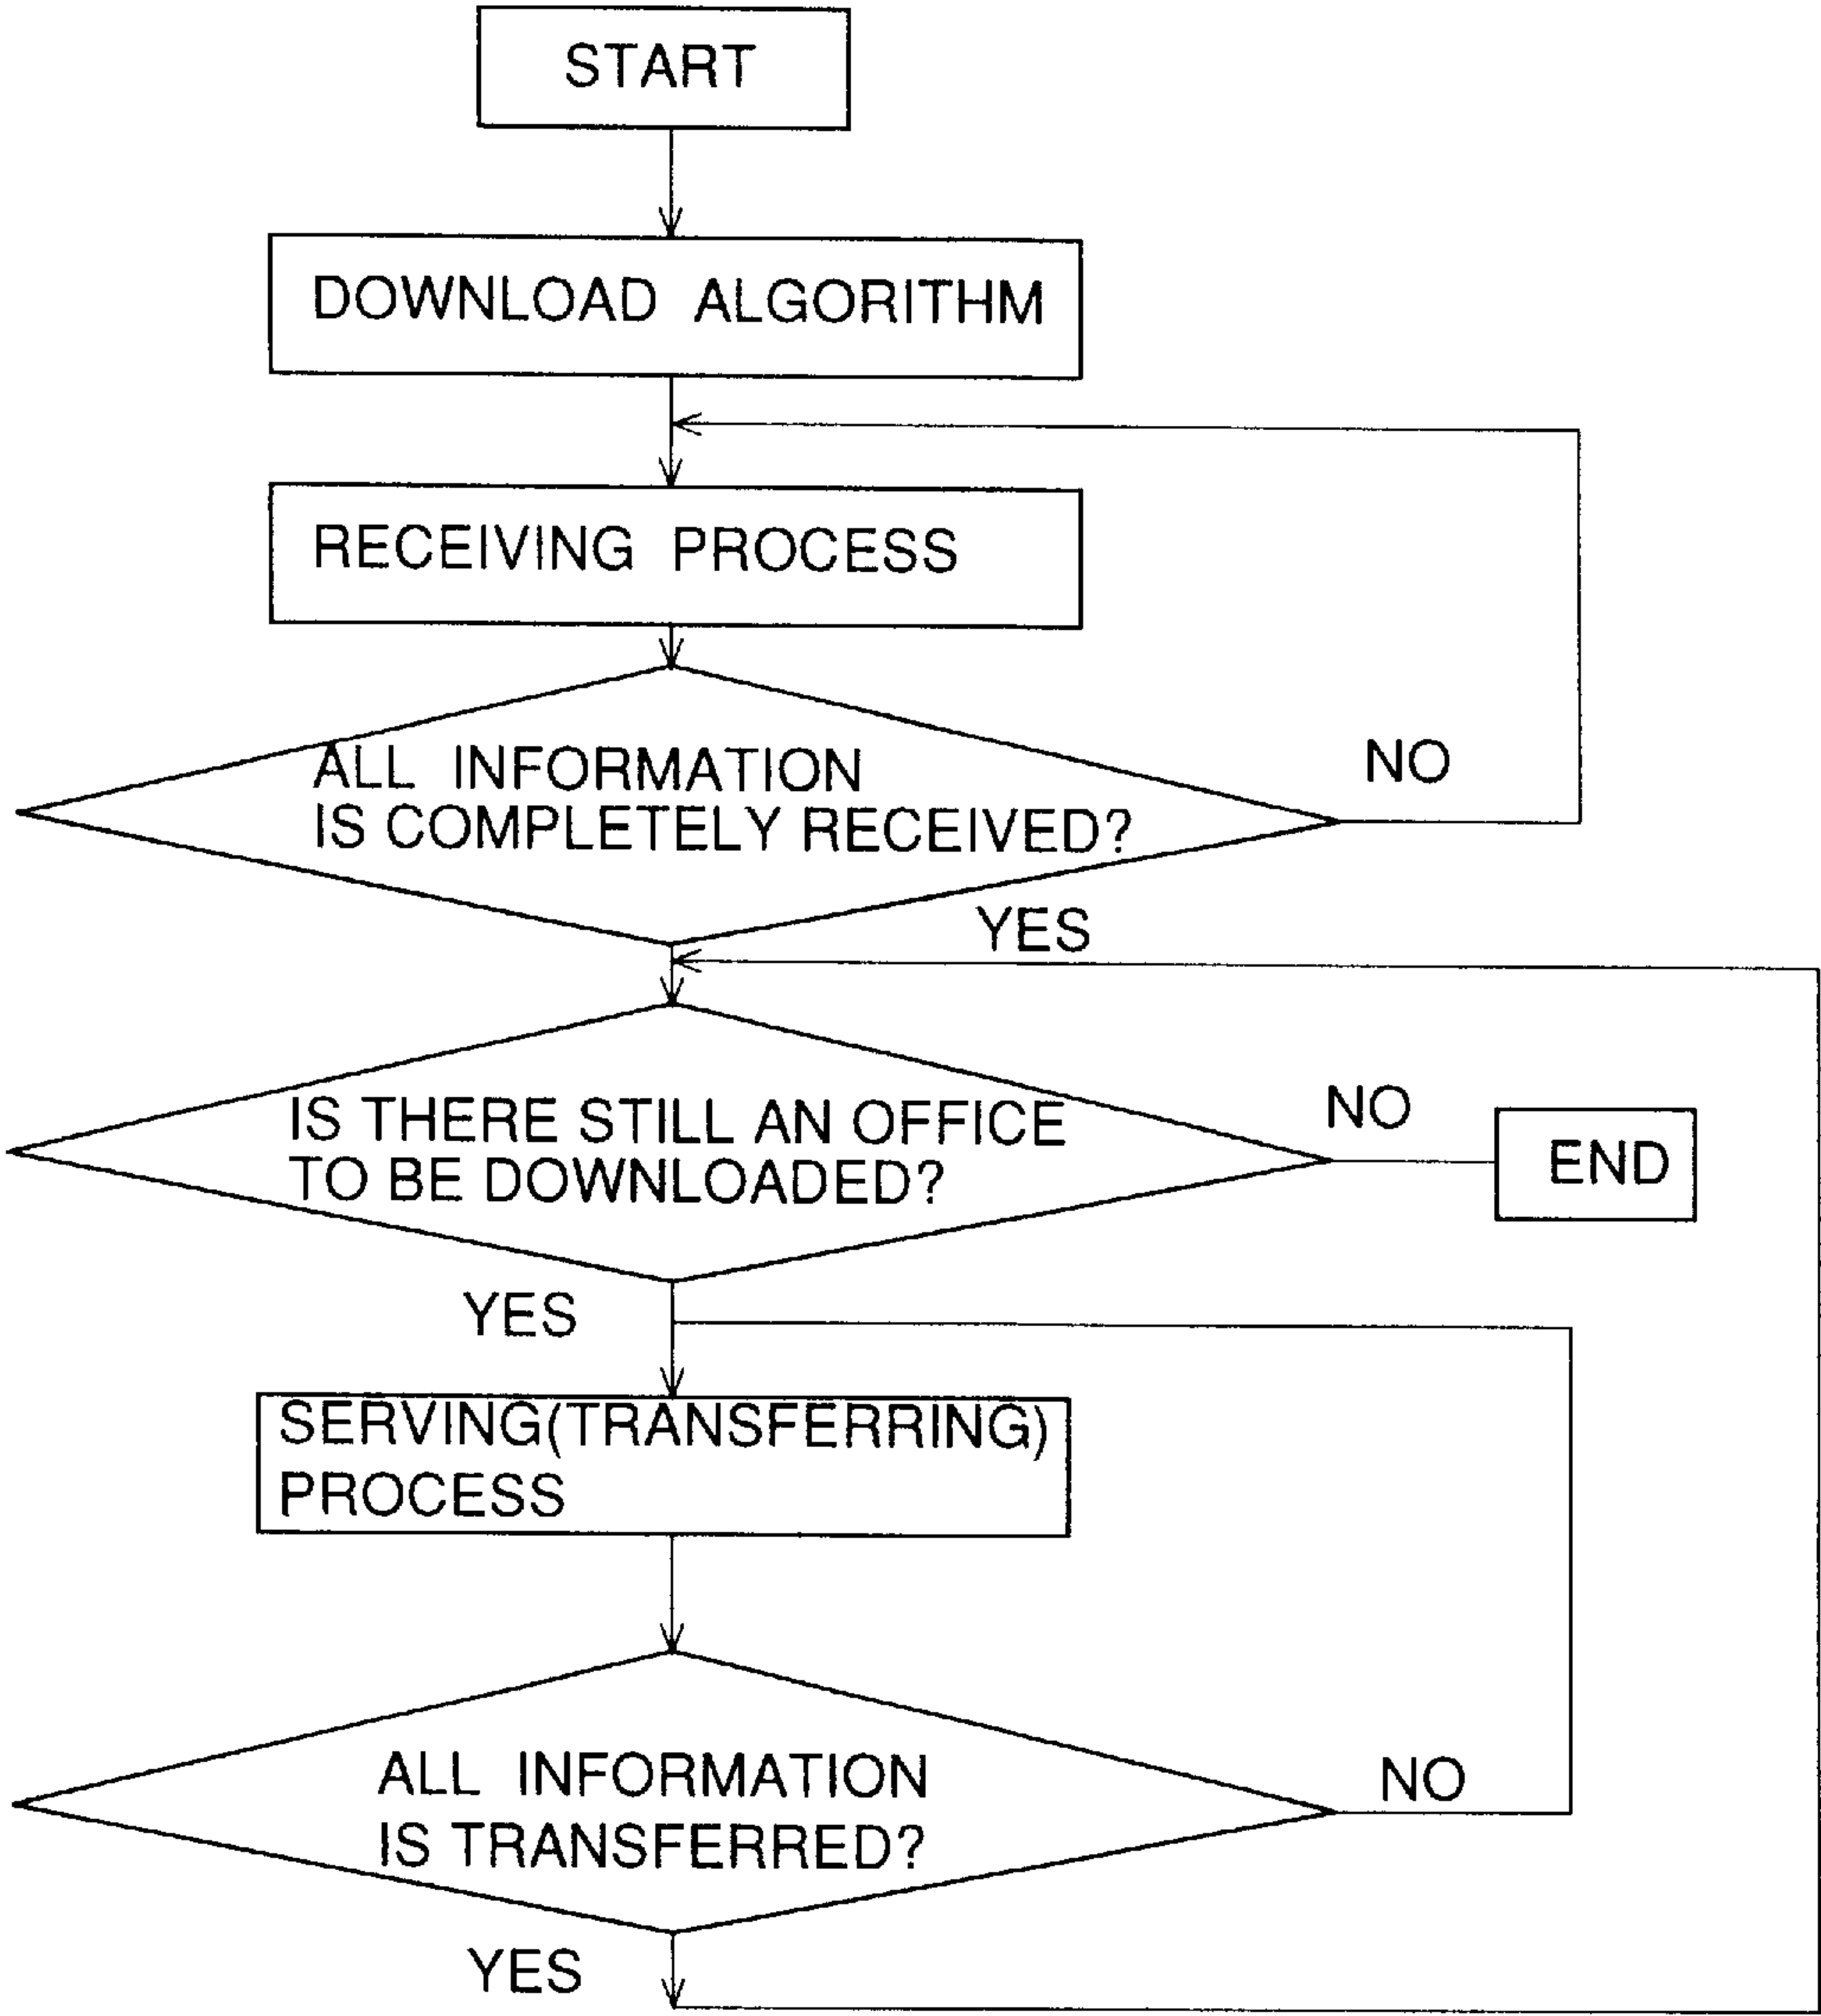 START
DOWNLOAD ALGORITHM
RECEIVING PROCESS
ALL INFORMATION
IS COMPLETELY RECEIVED?
NO
YES
IS THERE STILL AN OFFICE
TO BE DOWNLOADED?
NO
END
YES
SERVING(TRANSFERRING)
PROCESS
ALL INFORMATION
IS TRANSFERRED?
NO
YES